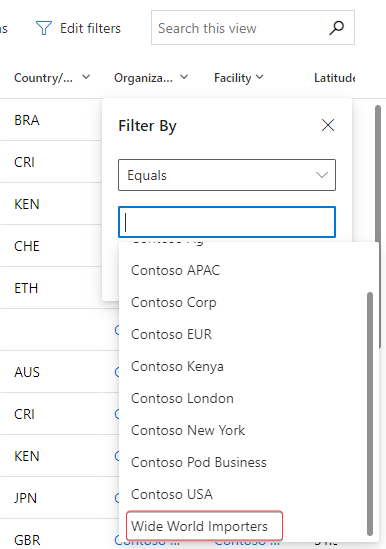 Edit filters
Search this view
Country/... Organiza... Facility Latitude
Filter By
Equals
BRA
CRI
KEN
CHE
ETH
AUS
CRI
KEN
JPN
GBR
Contoso APAC
Contoso Corp
Contoso EUR
Contoso Kenya
Contoso London
Contoso New York
Contoso Pod Business
Contoso USA
Wide World Importers